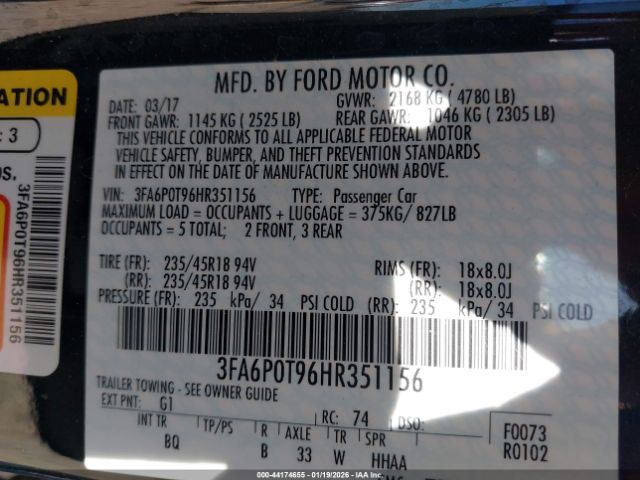 ATION
: 3
OS.
3FA6P0T96HR351156
MFD. BY FORD MOTOR CO.
DATE: 03/17 GVWR: 2168 KG ( 4780 LB)
FRONT GAWR: 1145 KG ( 2525 LB) REAR GAWR: 1046 KG ( 2305 LB)
THIS VEHICLE CONFORMS TO ALL APPLICABLE FEDERAL MOTOR
VEHICLE SAFETY, BUMPER, AND THEFT PREVENTION STANDARDS
IN EFFECT ON THE DATE OF MANUFACTURE SHOWN ABOVE.
VIN: 3FA6P0T96HR351156 TYPE: Passenger Car
MAXIMUM LOAD = OCCUPANTS + LUGGAGE = 375KG/ 827LB
OCCUPANTS = 5 TOTAL; 2 FRONT, 3 REAR
TIRE (FR): 235/45R18 94V RIMS (FR): 18x8.0J
(RR): 235/45R18 94V (RR): 18x8.0J
PRESSURE (FR): 235 kPa/ 34 PSI COLD (RR): 235 kPa/ 34 PSI COLD
3FA6P0T96HR351156
TRAILER TOWING - SEE OWNER GUIDE
EXT PNT: G1 RC: 74 DSO: F0073
INT TR TP/PS R AXLE TR SPR R0102
BQ B 33 W HHAA
000-44174655 | 01/19/2026 | IAAI.COM